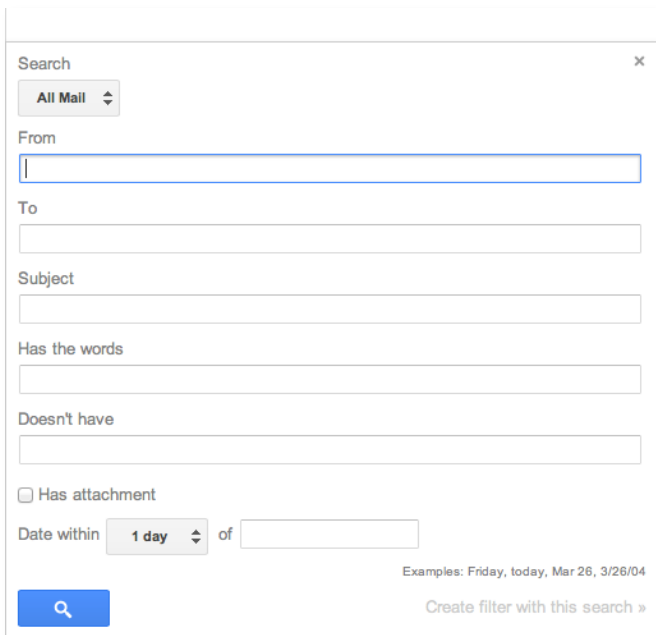 Search ×
All Mail
From
To
Subject
Has the words
Doesn't have
Has attachment
Date within 1 day of
Examples: Friday, today, Mar 26, 3/26/04
Create filter with this search »